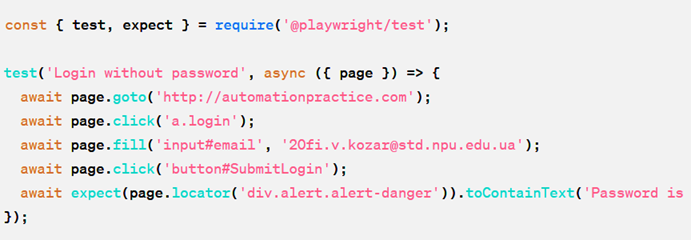 const { test, expect } = require('@playwright/test');
test('Login without password', async ({ page }) => {
await page.goto('http://automationpractice.com');
await page.click('a.login');
await page.fill('input#email', '20fi.v.kozar@std.npu.edu.ua');
await page.click('button#SubmitLogin');
await expect(page.locator('div.alert.alert-danger')).toContainText('Password is
});